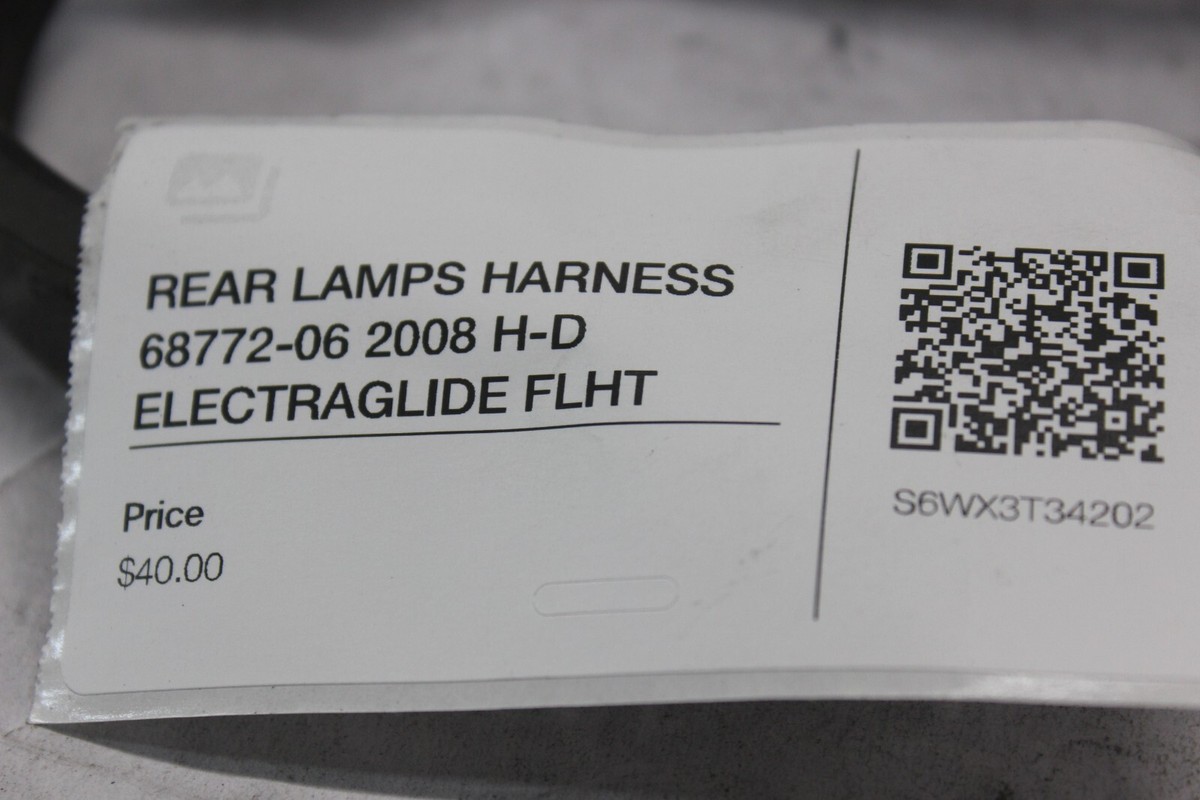 REAR LAMPS HARNESS
68772-06 2008 H-D
ELECTRAGLIDE FLHT
Price
$40.00
S6WX3T34202